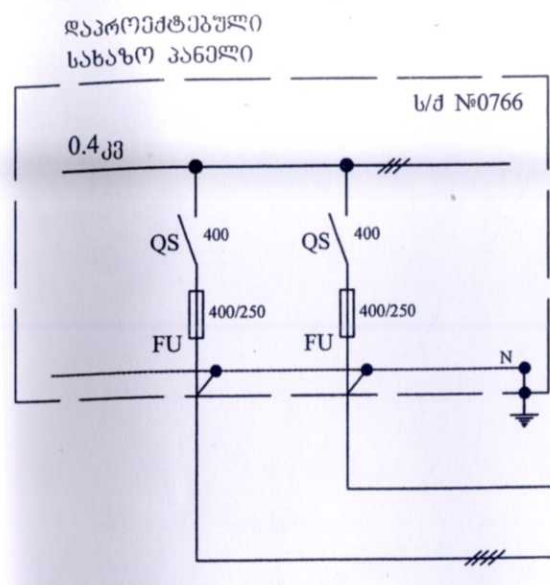 დაპროექტებული
სახაზო პანელი
ს/ქ №0766
0.4კვ
QS 400
QS 400
400/250
400/250
FU
FU
N